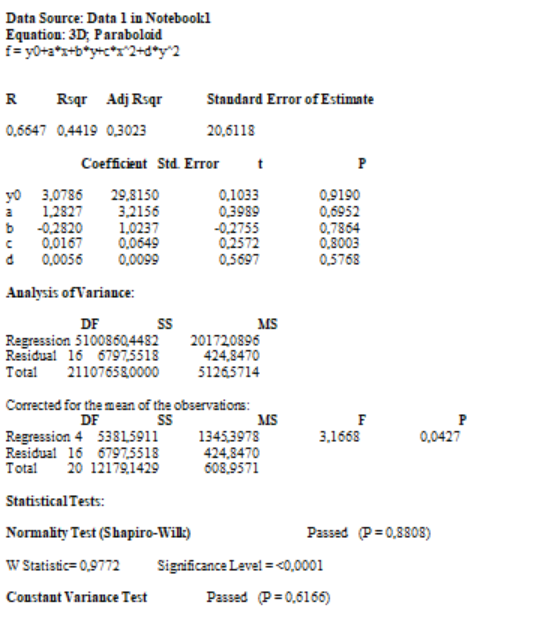 Data Source: Data 1 in Notebook1
Equation: 3D; Paraboloid
f= y0+a*x+b*y+c*x^2+d*y^2
R Rsqr Adj Rsqr Standard Error of Estimate
0,6647 0,4419 0,3023 20,6118
Coefficient Std. Error t P
y0 3,0786 29,8150 0,1033 0,9190
a 1,2827 3,2156 0,3989 0,6952
b -0,2820 1,0237 -0,2755 0,7864
c 0,0167 0,0649 0,2572 0,8003
d 0,0056 0,0099 0,5697 0,5768
Analysis of Variance:
DF SS MS
Regression 5100860,4482 20172,0896
Residual 16 6797,5518 424,8470
Total 21107658,0000 5126,5714
Corrected for the mean of the observations:
DF SS MS F P
Regression 4 5381,5911 1345,3978 3,1668 0,0427
Residual 16 6797,5518 424,8470
Total 20 12179,1429 608,9571
Statistical Tests:
Normality Test (Shapiro-Wilk) Passed (P = 0,8808)
W Statistic= 0,9772 Significance Level = <0,0001
Constant Variance Test Passed (P = 0,6166)